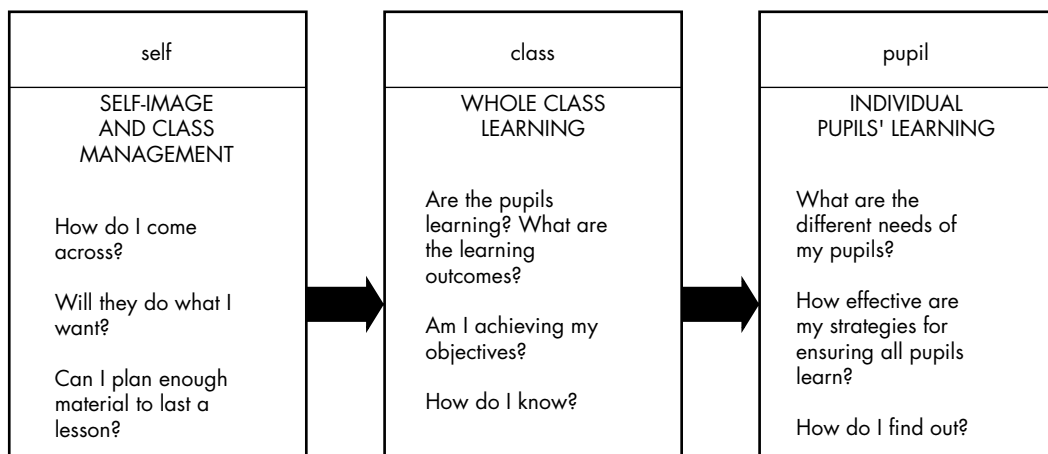 self
SELF-IMAGE
AND CLASS
MANAGEMENT
How do I come
across?
Will they do what I
want?
Can I plan enough
material to last a
lesson?
class
WHOLE CLASS
LEARNING
Are the pupils
learning? What are
the learning
outcomes?
Am I achieving my
objectives?
How do I know?
pupil
INDIVIDUAL
PUPILS' LEARNING
What are the
different needs of
my pupils?
How effective are
my strategies for
ensuring all pupils
learn?
How do I find out?